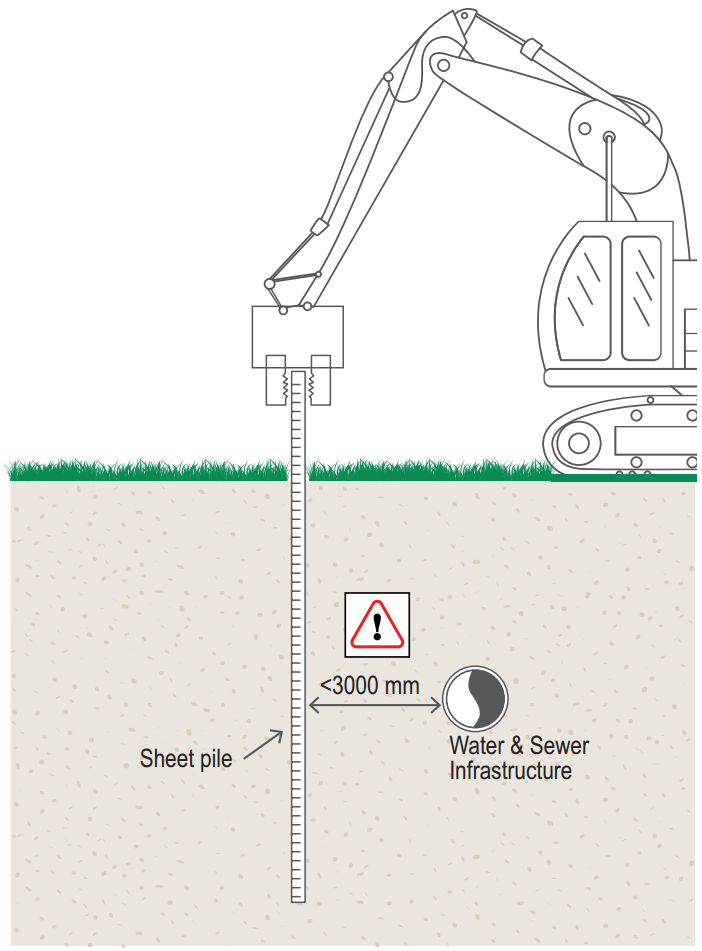 !
<3000 mm
Sheet pile
Water & Sewer
Infrastructure